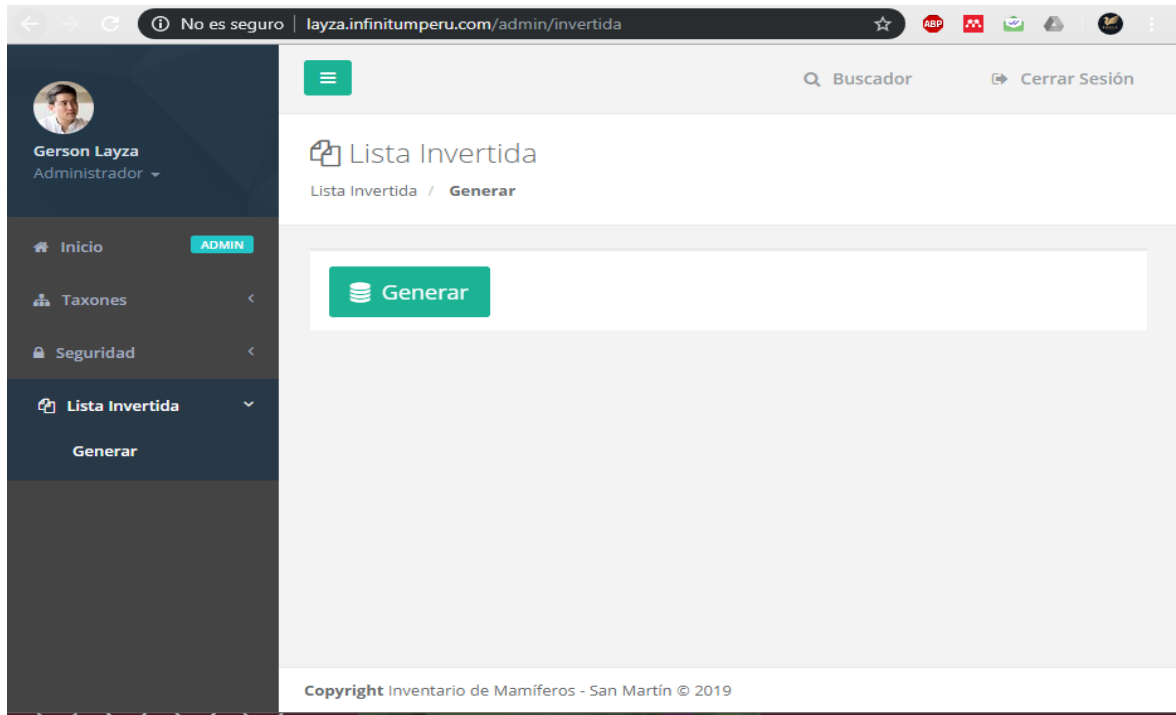 No es seguro | layza.infinitumperu.com/admin/invertida
ABP
Gerson Layza
Administrador
Inicio ADMIN
Taxones
Seguridad
Lista Invertida
Generar
Buscador Cerrar Sesión
Lista Invertida
Lista Invertida / Generar
Generar
Copyright Inventario de Mamíferos - San Martín © 2019